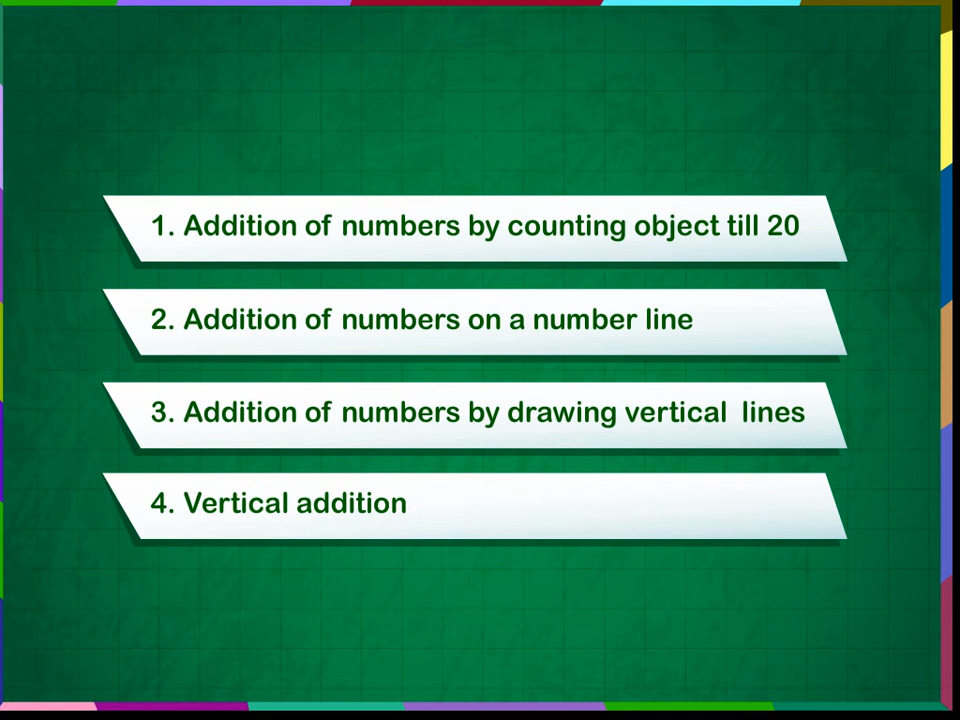 1. Addition of numbers by counting object till 20
2. Addition of numbers on a number line
3. Addition of numbers by drawing vertical lines
4. Vertical addition